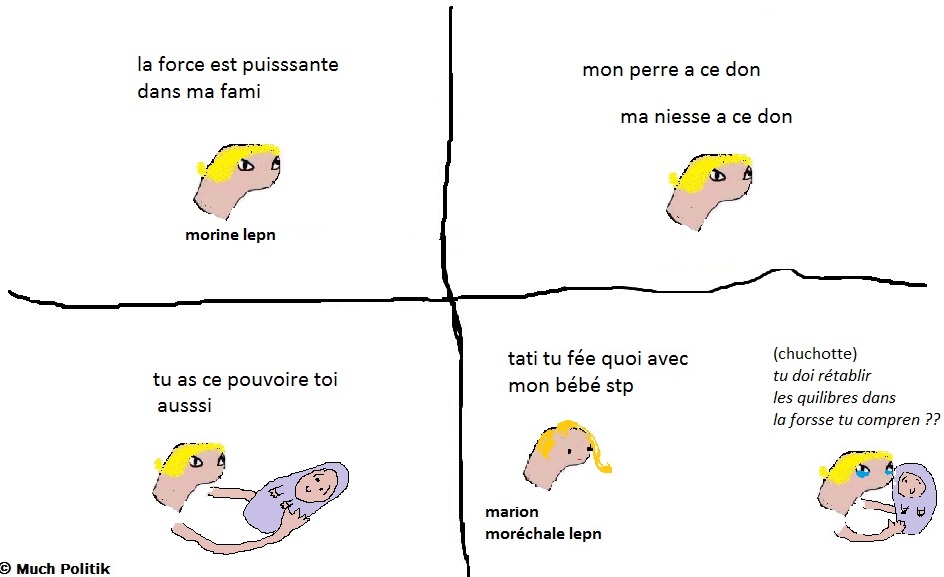 la force est puisssante
dans ma fami
morine lepn
mon perre a ce don
ma niesse a ce don
tu as ce pouvoire toi
ausssi
tati tu fée quoi avec
mon bébé stp
marion
moréchale lepn
(chuchotte)
tu doi rétablir
les quilibres dans
la forsse tu compren ??
© Much Politik